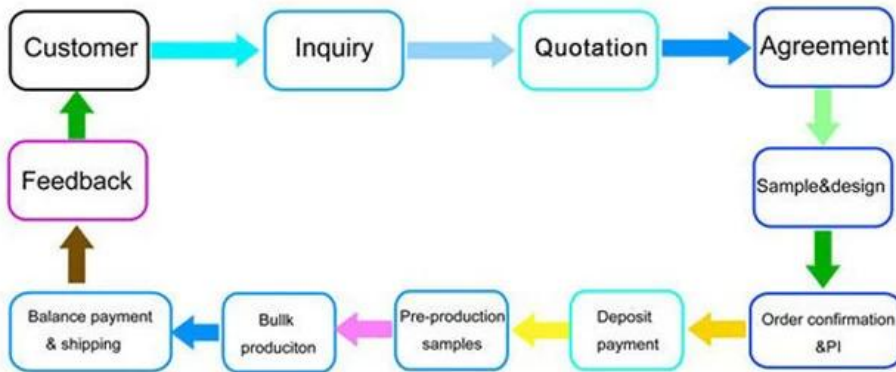 Customer
Inquiry
Quotation
Agreement
Sample&design
Order confirmation
&PI
Deposit
payment
Pre-production
samples
Bullk
produciton
Balance payment
& shipping
Feedback